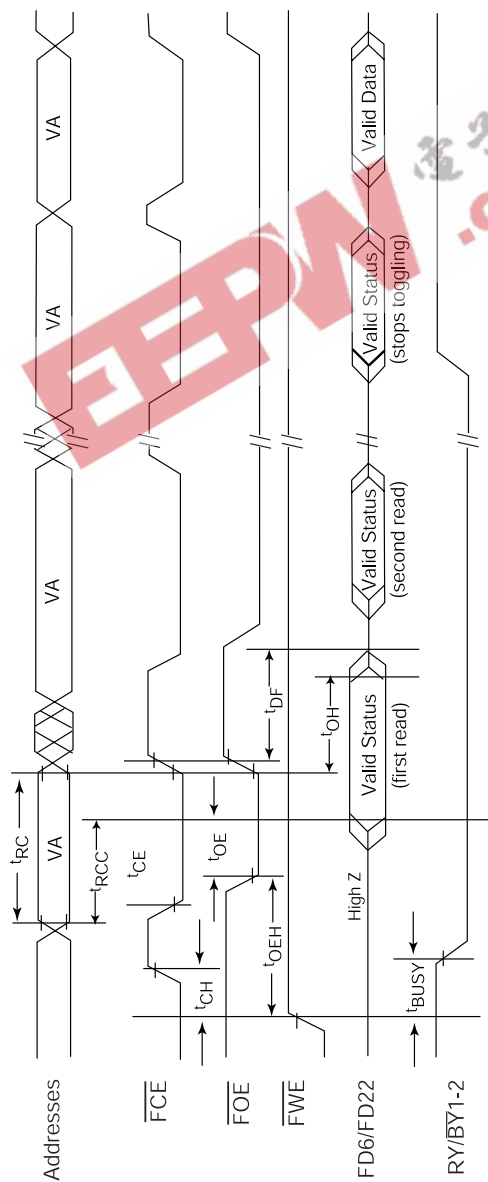 Addresses
VA
VA
VA
VA
tRC
tRCC
FCE
tCH
tCE
FOE
tOEH
tOE
tDF
FWE
tOH
FD6/FD22
High Z
Valid Status
(first read)
Valid Status
(second read)
Valid Status
(stops toggling)
Valid Data
RY/BY1-2
tBUSY
EEPW